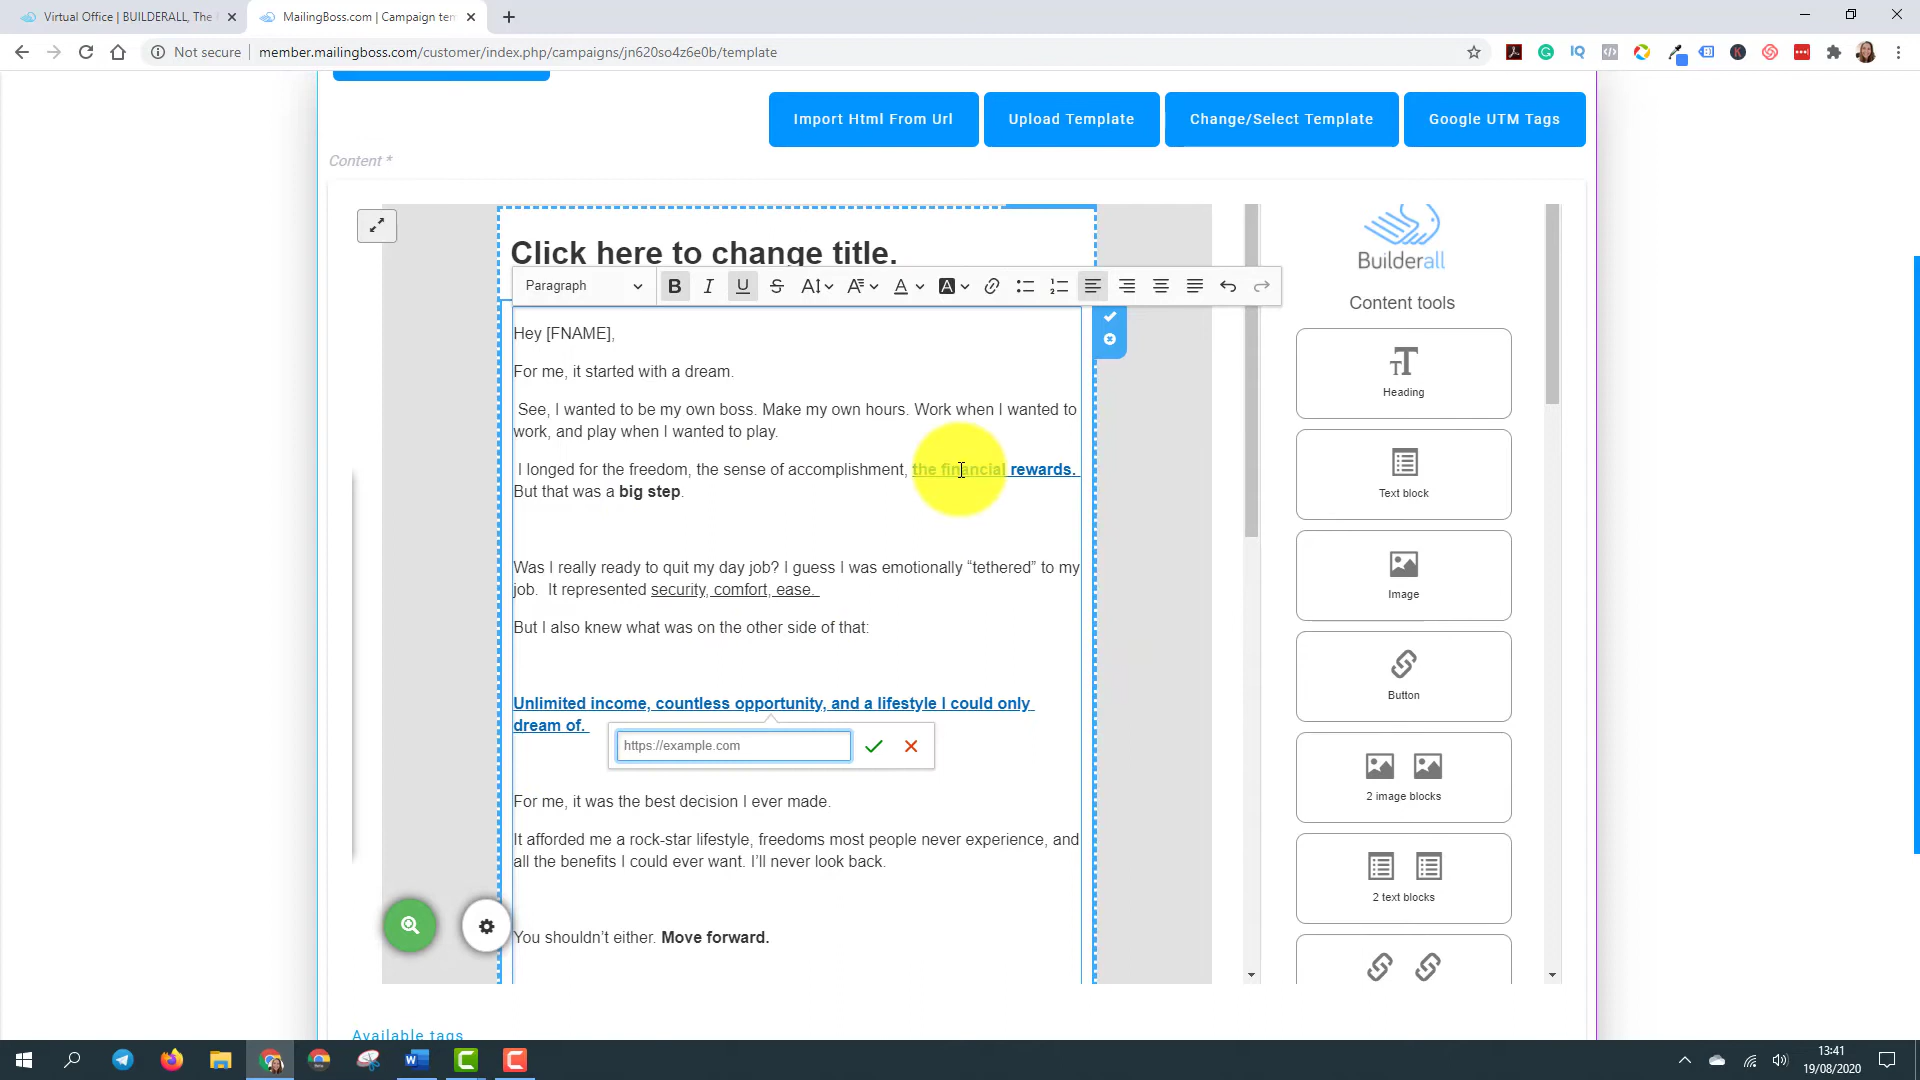 Virtual Office | BUILDERALL, The
MailingBoss.com | Campaign tem
Not secure
member.mailingboss.com/customer/index.php/campaigns/jn620so4z6e0b/template
Import Html From Url
Upload Template
Change/Select Template
Google UTM Tags
Content *
Click here to change title.
Paragraph
Hey [FNAME],
For me, it started with a dream.
See, I wanted to be my own boss. Make my own hours. Work when I wanted to
work, and play when I wanted to play.
I longed for the freedom, the sense of accomplishment, the financial rewards.
But that was a big step.
Was I really ready to quit my day job? I guess I was emotionally “tethered” to my
job. It represented security, comfort, ease.
But I also knew what was on the other side of that:
Unlimited income, countless opportunity, and a lifestyle I could only
dream of.
https://example.com
For me, it was the best decision I ever made.
It afforded me a rock-star lifestyle, freedoms most people never experience, and
all the benefits I could ever want. I’ll never look back.
You shouldn’t either. Move forward.
Builderall
Content tools
Heading
Text block
Image
Button
2 image blocks
2 text blocks
Available tags
13:41
19/08/2020